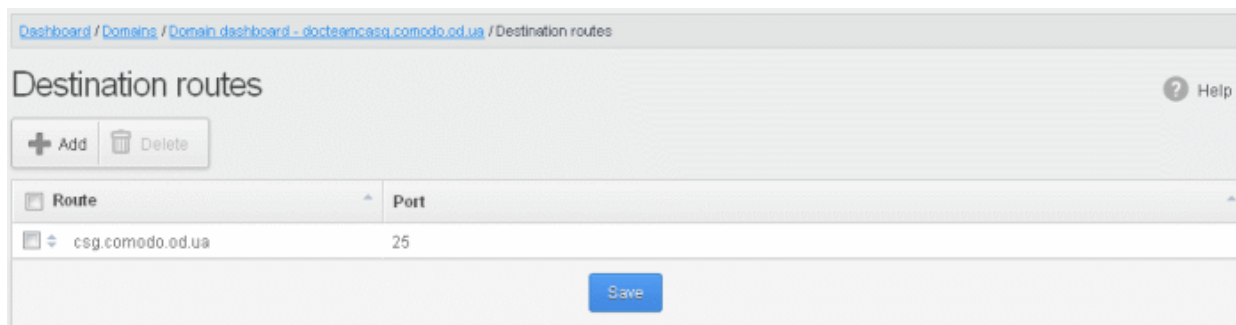 Dashboard / Domains / Domain dashboard - docteamcasg.comodo.od.ua / Destination routes
Destination routes
Help
Add Delete
Route Port
csg.comodo.od.ua 25
Save